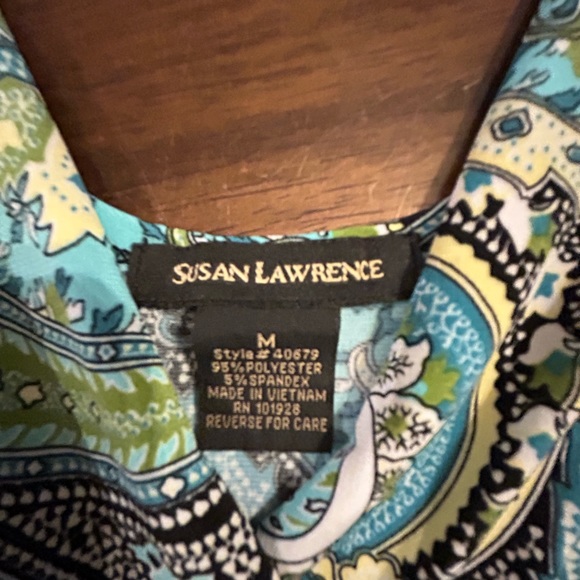 SUSAN LAWRENCE
M
Style# 40679
95% POLYESTER
5% SPANDEX
MADE IN VIETNAM
RN 101928
REVERSE FOR CARE